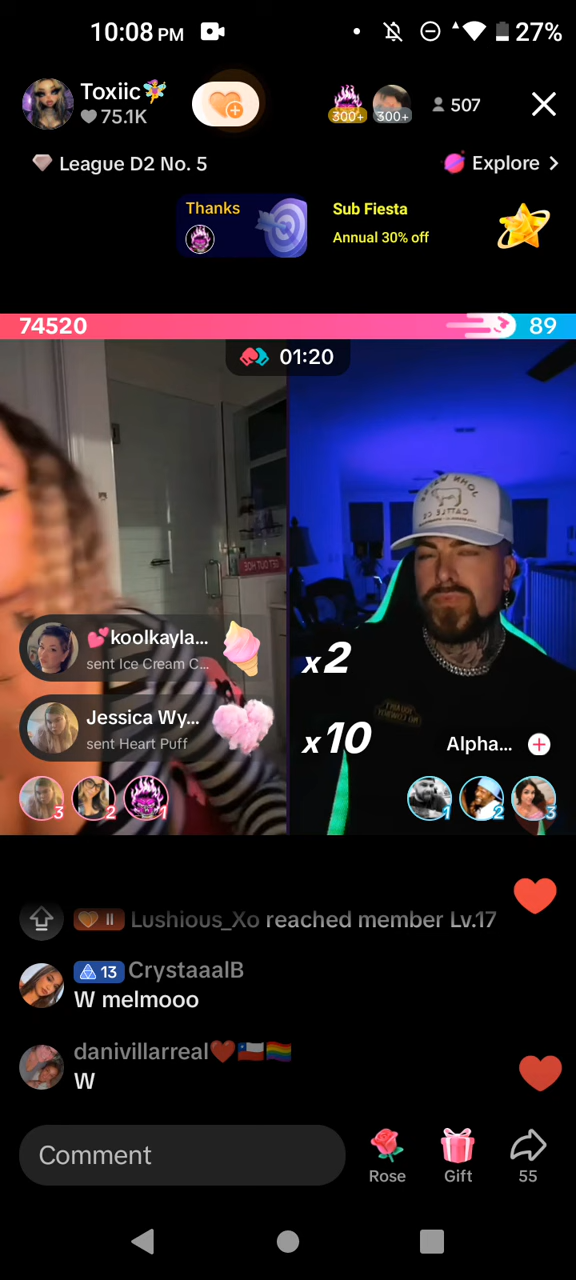 10:08 PM
27%
Toxiic🧚
75.1K
300+
300+
507
League D2 No. 5
Explore >
Thanks
Sub Fiesta
Annual 30% off
74520
89
01:20
💕koolkayla...
sent Ice Cream C...
x2
Jessica Wy...
sent Heart Puff
x10
Alpha...
3
2
1
1
2
3
II Lushious_Xo reached member Lv.17
13 CrystaaalB
W melmooo
danivillarreal❤️🇨🇱🏳️‍🌈
W
Comment
Rose
Gift
55